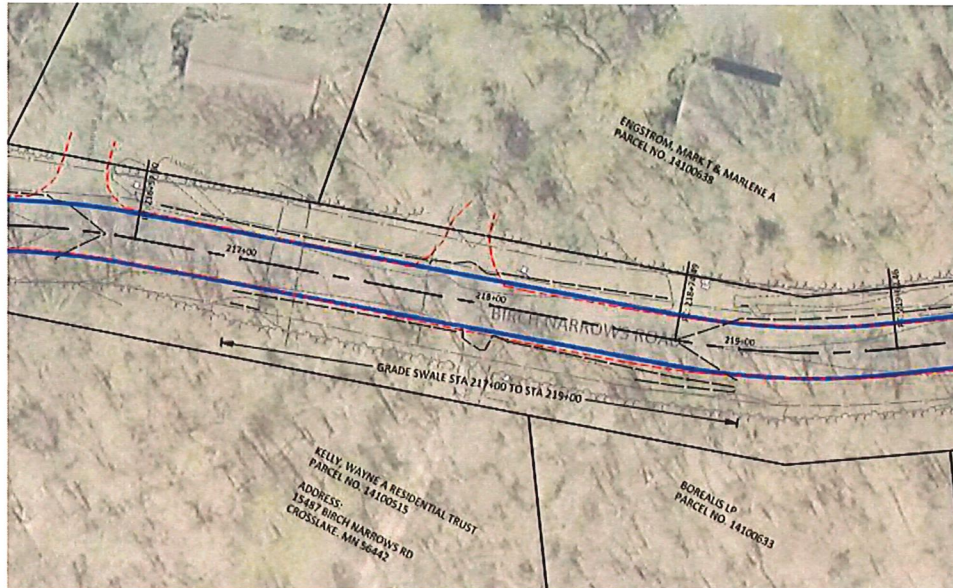 ENGSTROM, MARK T & MARLENE A
PARCEL NO. 14100638
217+00
218+00
BIRCH NARROWS ROAD
219+00
GRADE SWALE STA 217+00 TO STA 219+00
KELLY, WAYNE A RESIDENTIAL TRUST
PARCEL NO. 14100515
ADDRESS:
15487 BIRCH NARROWS RD
CROSSLAKE, MN 56442
BOREALIS LP
PARCEL NO. 14100633